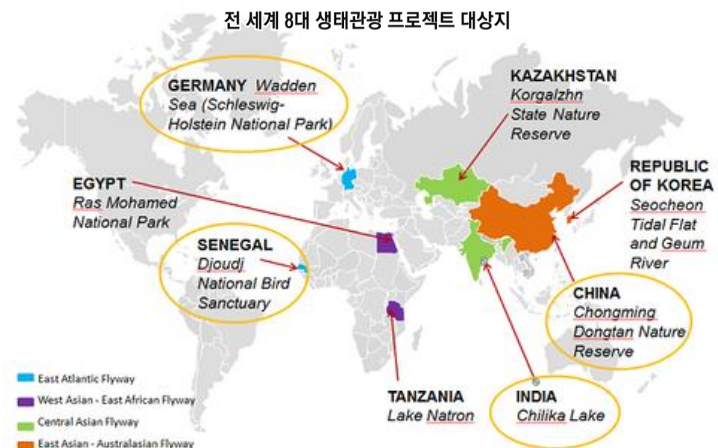 전 세계 8대 생태관광 프로젝트 대상지
GERMANY Wadden
Sea (Schleswig-
Holstein National Park)
KAZAKHSTAN
Korgalzhn
State Nature
Reserve
EGYPT
Ras Mohamed
National Park
REPUBLIC
OF KOREA
Seocheon
Tidal Flat
and Geum
River
SENEGAL
Djoudj
National Bird
Sanctuary
CHINA
Chongming
Dongtan Nature
Reserve
TANZANIA
Lake Natron
INDIA
Chilika Lake
East Atlantic Flyway
West Asian - East African Flyway
Central Asian Flyway
East Asian - Australasian Flyway